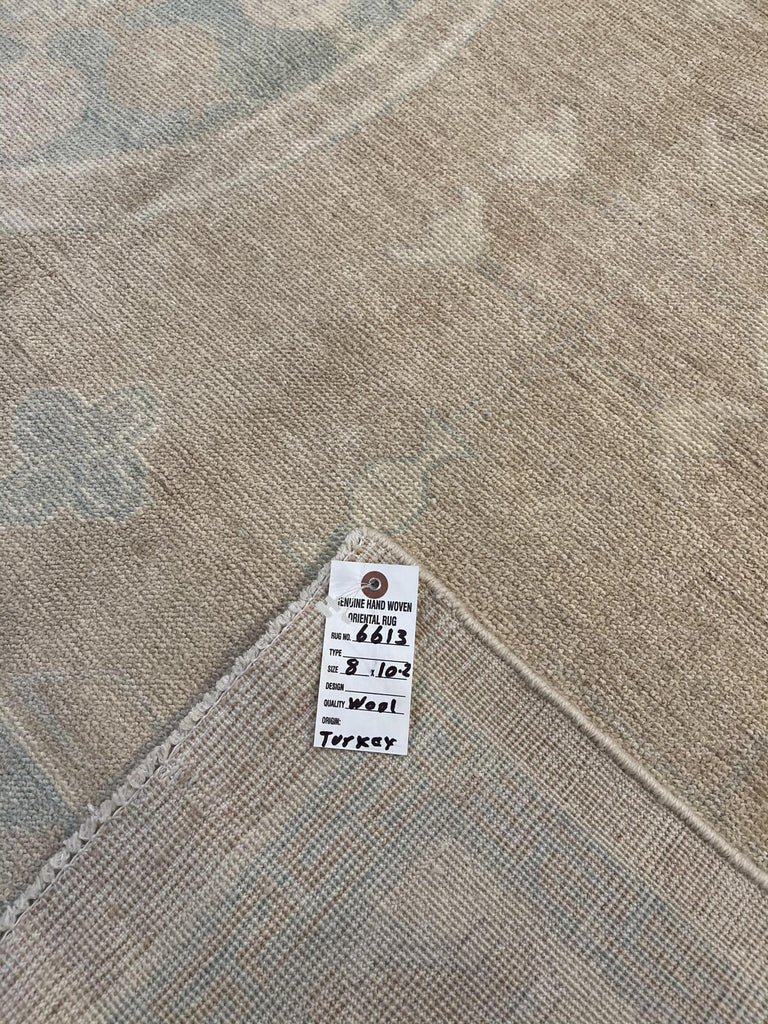 GENUINE HAND WOVEN
ORIENTAL RUG
RUG NO. 6613
TYPE
SIZE 8 x 10.2
DESIGN
QUALITY Wool
ORIGIN:
Turkey